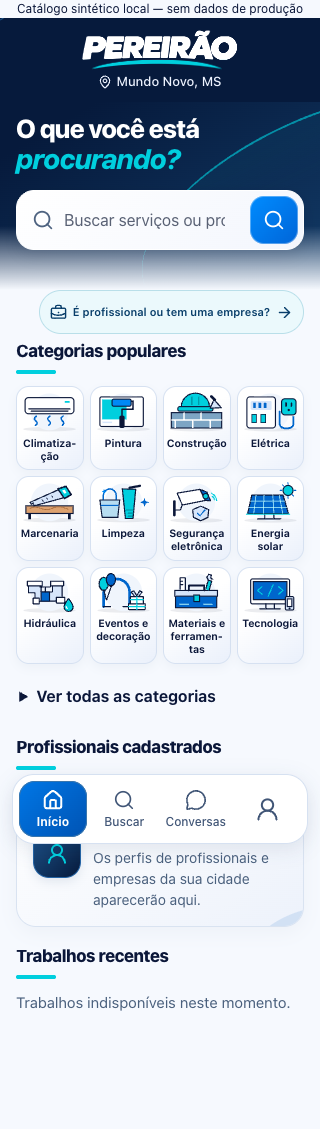 Catálogo sintético local — sem dados de produção
PEREIRÃO
Mundo Novo, MS
O que você está
procurando?
Buscar serviços ou pro
É profissional ou tem uma empresa?
Categorias populares
Climatiza-
ção
Pintura
Construção
Elétrica
Marcenaria
Limpeza
Segurança
eletrônica
Energia
solar
Hidráulica
Eventos e
decoração
Materiais e
ferramen-
tas
Tecnologia
Ver todas as categorias
Profissionais cadastrados
Início
Buscar
Conversas
Os perfis de profissionais e
empresas da sua cidade
aparecerão aqui.
Trabalhos recentes
Trabalhos indisponíveis neste momento.